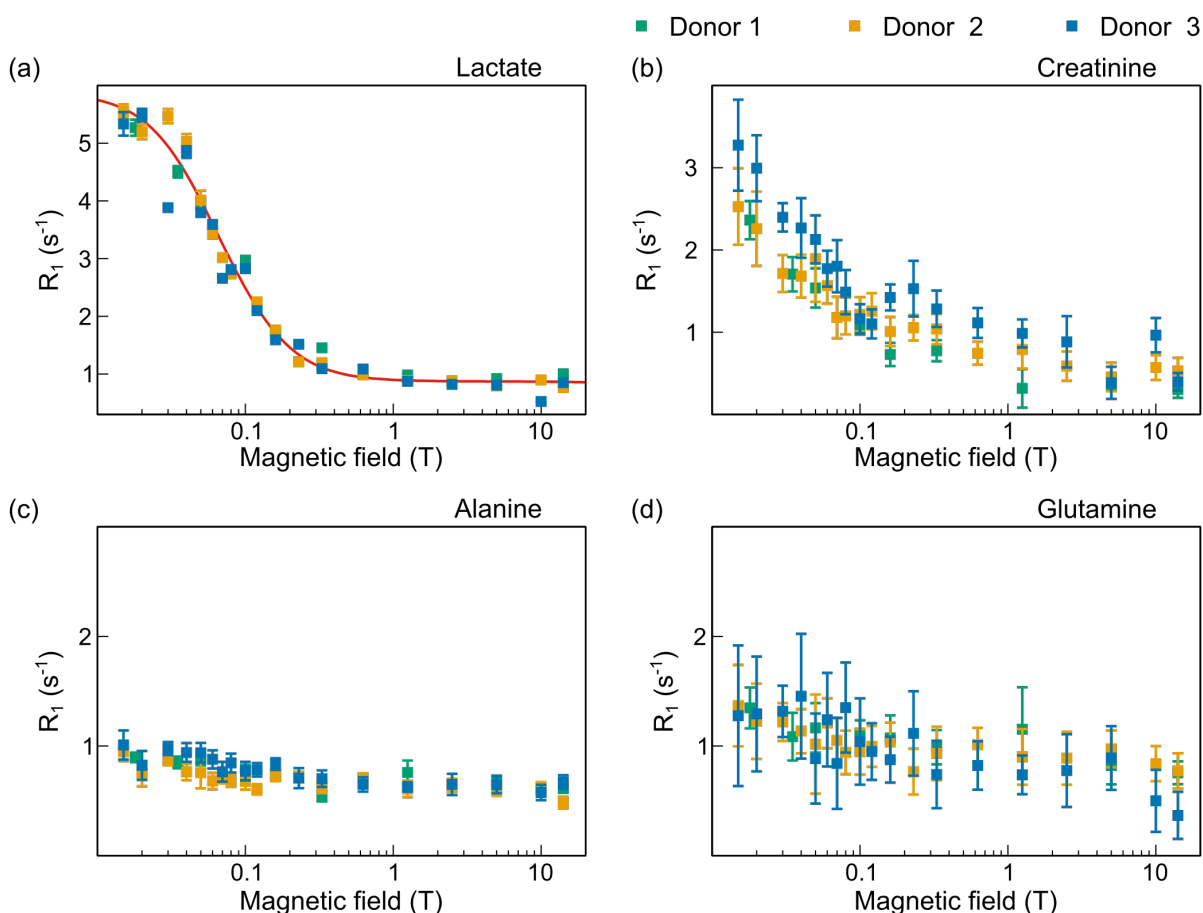 Donor 1 Donor 2 Donor 3
(a) Lactate
5
4
3
2
1
R1 (s-1)
0.1 1 10
Magnetic field (T)
(b) Creatinine
3
2
1
R1 (s-1)
0.1 1 10
Magnetic field (T)
(c) Alanine
2
1
R1 (s-1)
0.1 1 10
Magnetic field (T)
(d) Glutamine
2
1
R1 (s-1)
0.1 1 10
Magnetic field (T)